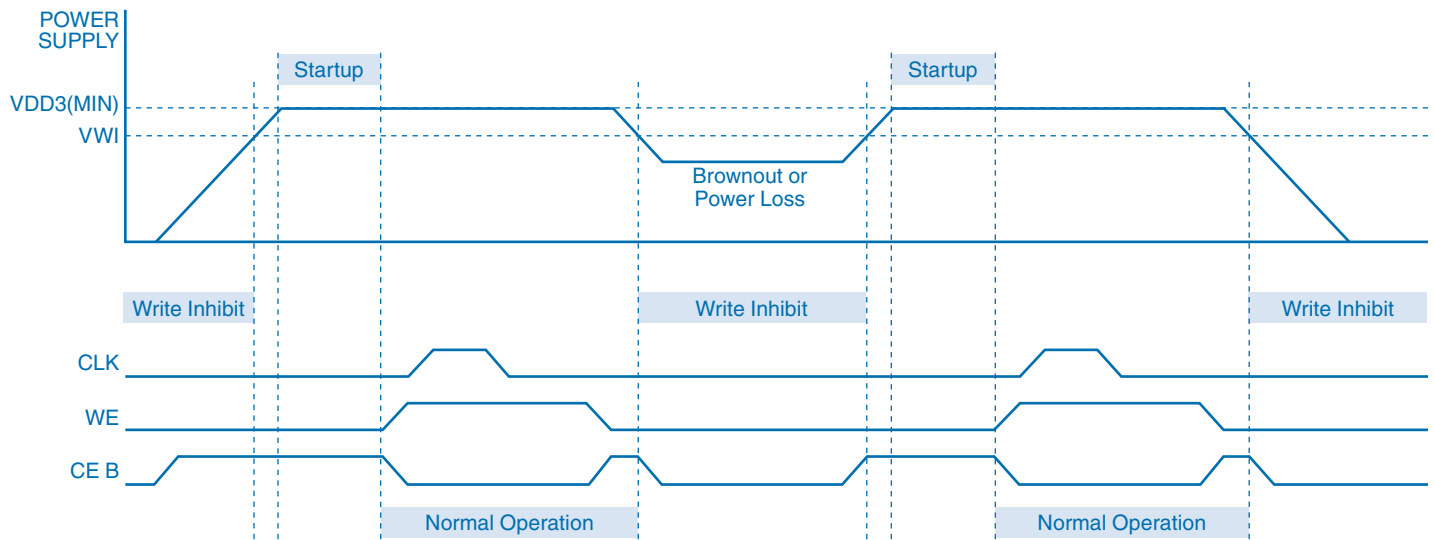 POWER
SUPPLY
Startup
Startup
VDD3(MIN)
VWI
Brownout or
Power Loss
Write Inhibit
Write Inhibit
Write Inhibit
CLK
WE
CE B
Normal Operation
Normal Operation